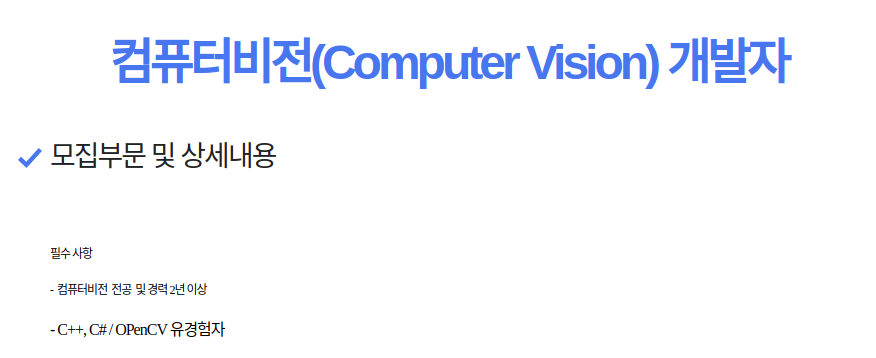 컴퓨터비전(Computer Vision) 개발자
모집부문 및 상세내용
필수 사항
- 컴퓨터비전 전공 및 경력 2년 이상
- C++, C# / OPenCV 유경험자